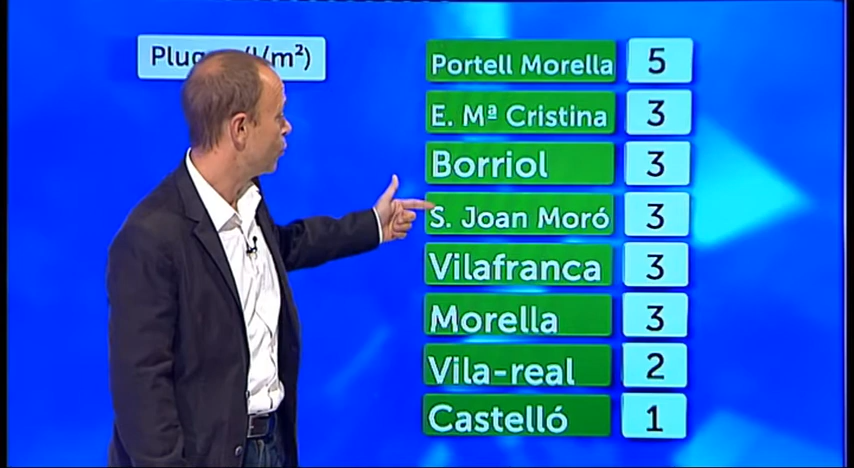 (l/m²)
Portell Morella 5
E. Mª Cristina 3
Borriol 3
S. Joan Moró 3
Vilafranca 3
Morella 3
Vila-real 2
Castelló 1